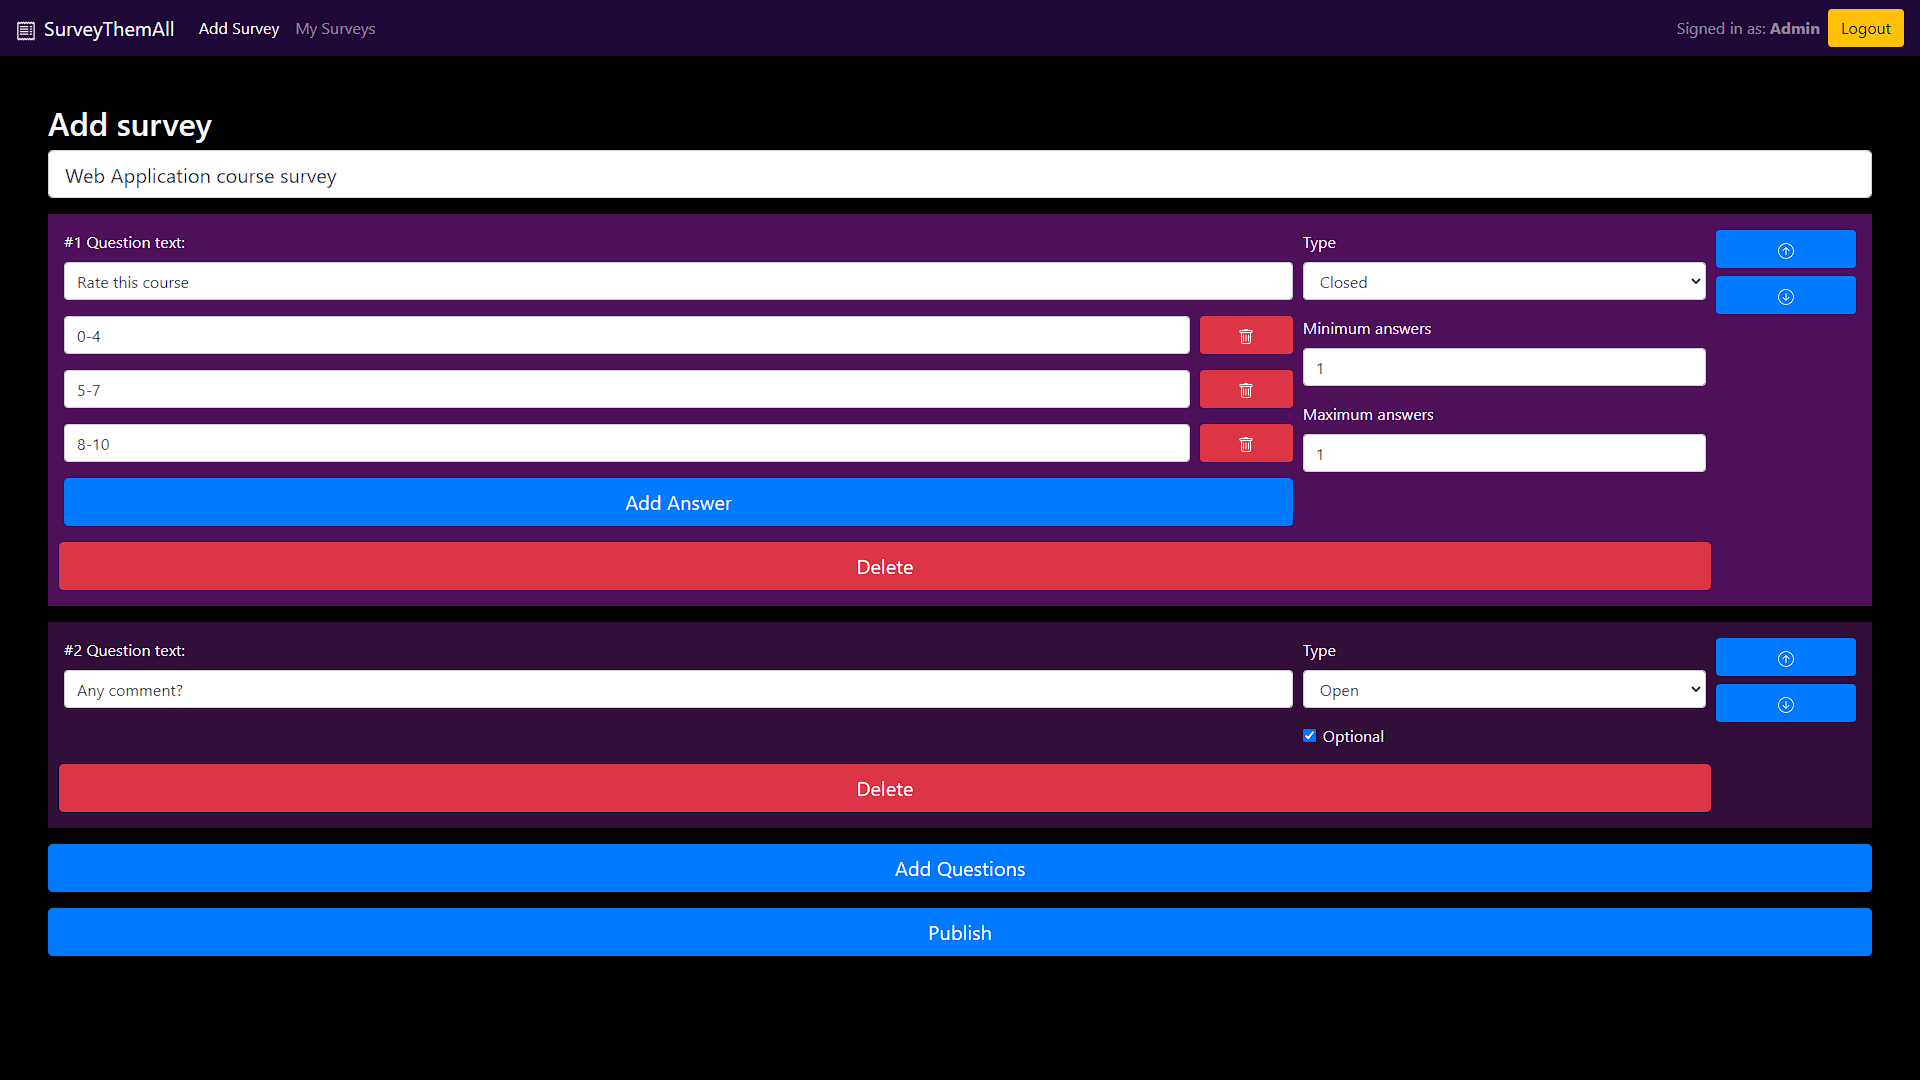 SurveyThemAll Add Survey My Surveys Signed in as: Admin Logout
Add survey
Web Application course survey
#1 Question text:
Rate this course
0-4
5-7
8-10
Add Answer
Type
Closed
Minimum answers
1
Maximum answers
1
Delete
#2 Question text:
Any comment?
Type
Open
Optional
Delete
Add Questions
Publish